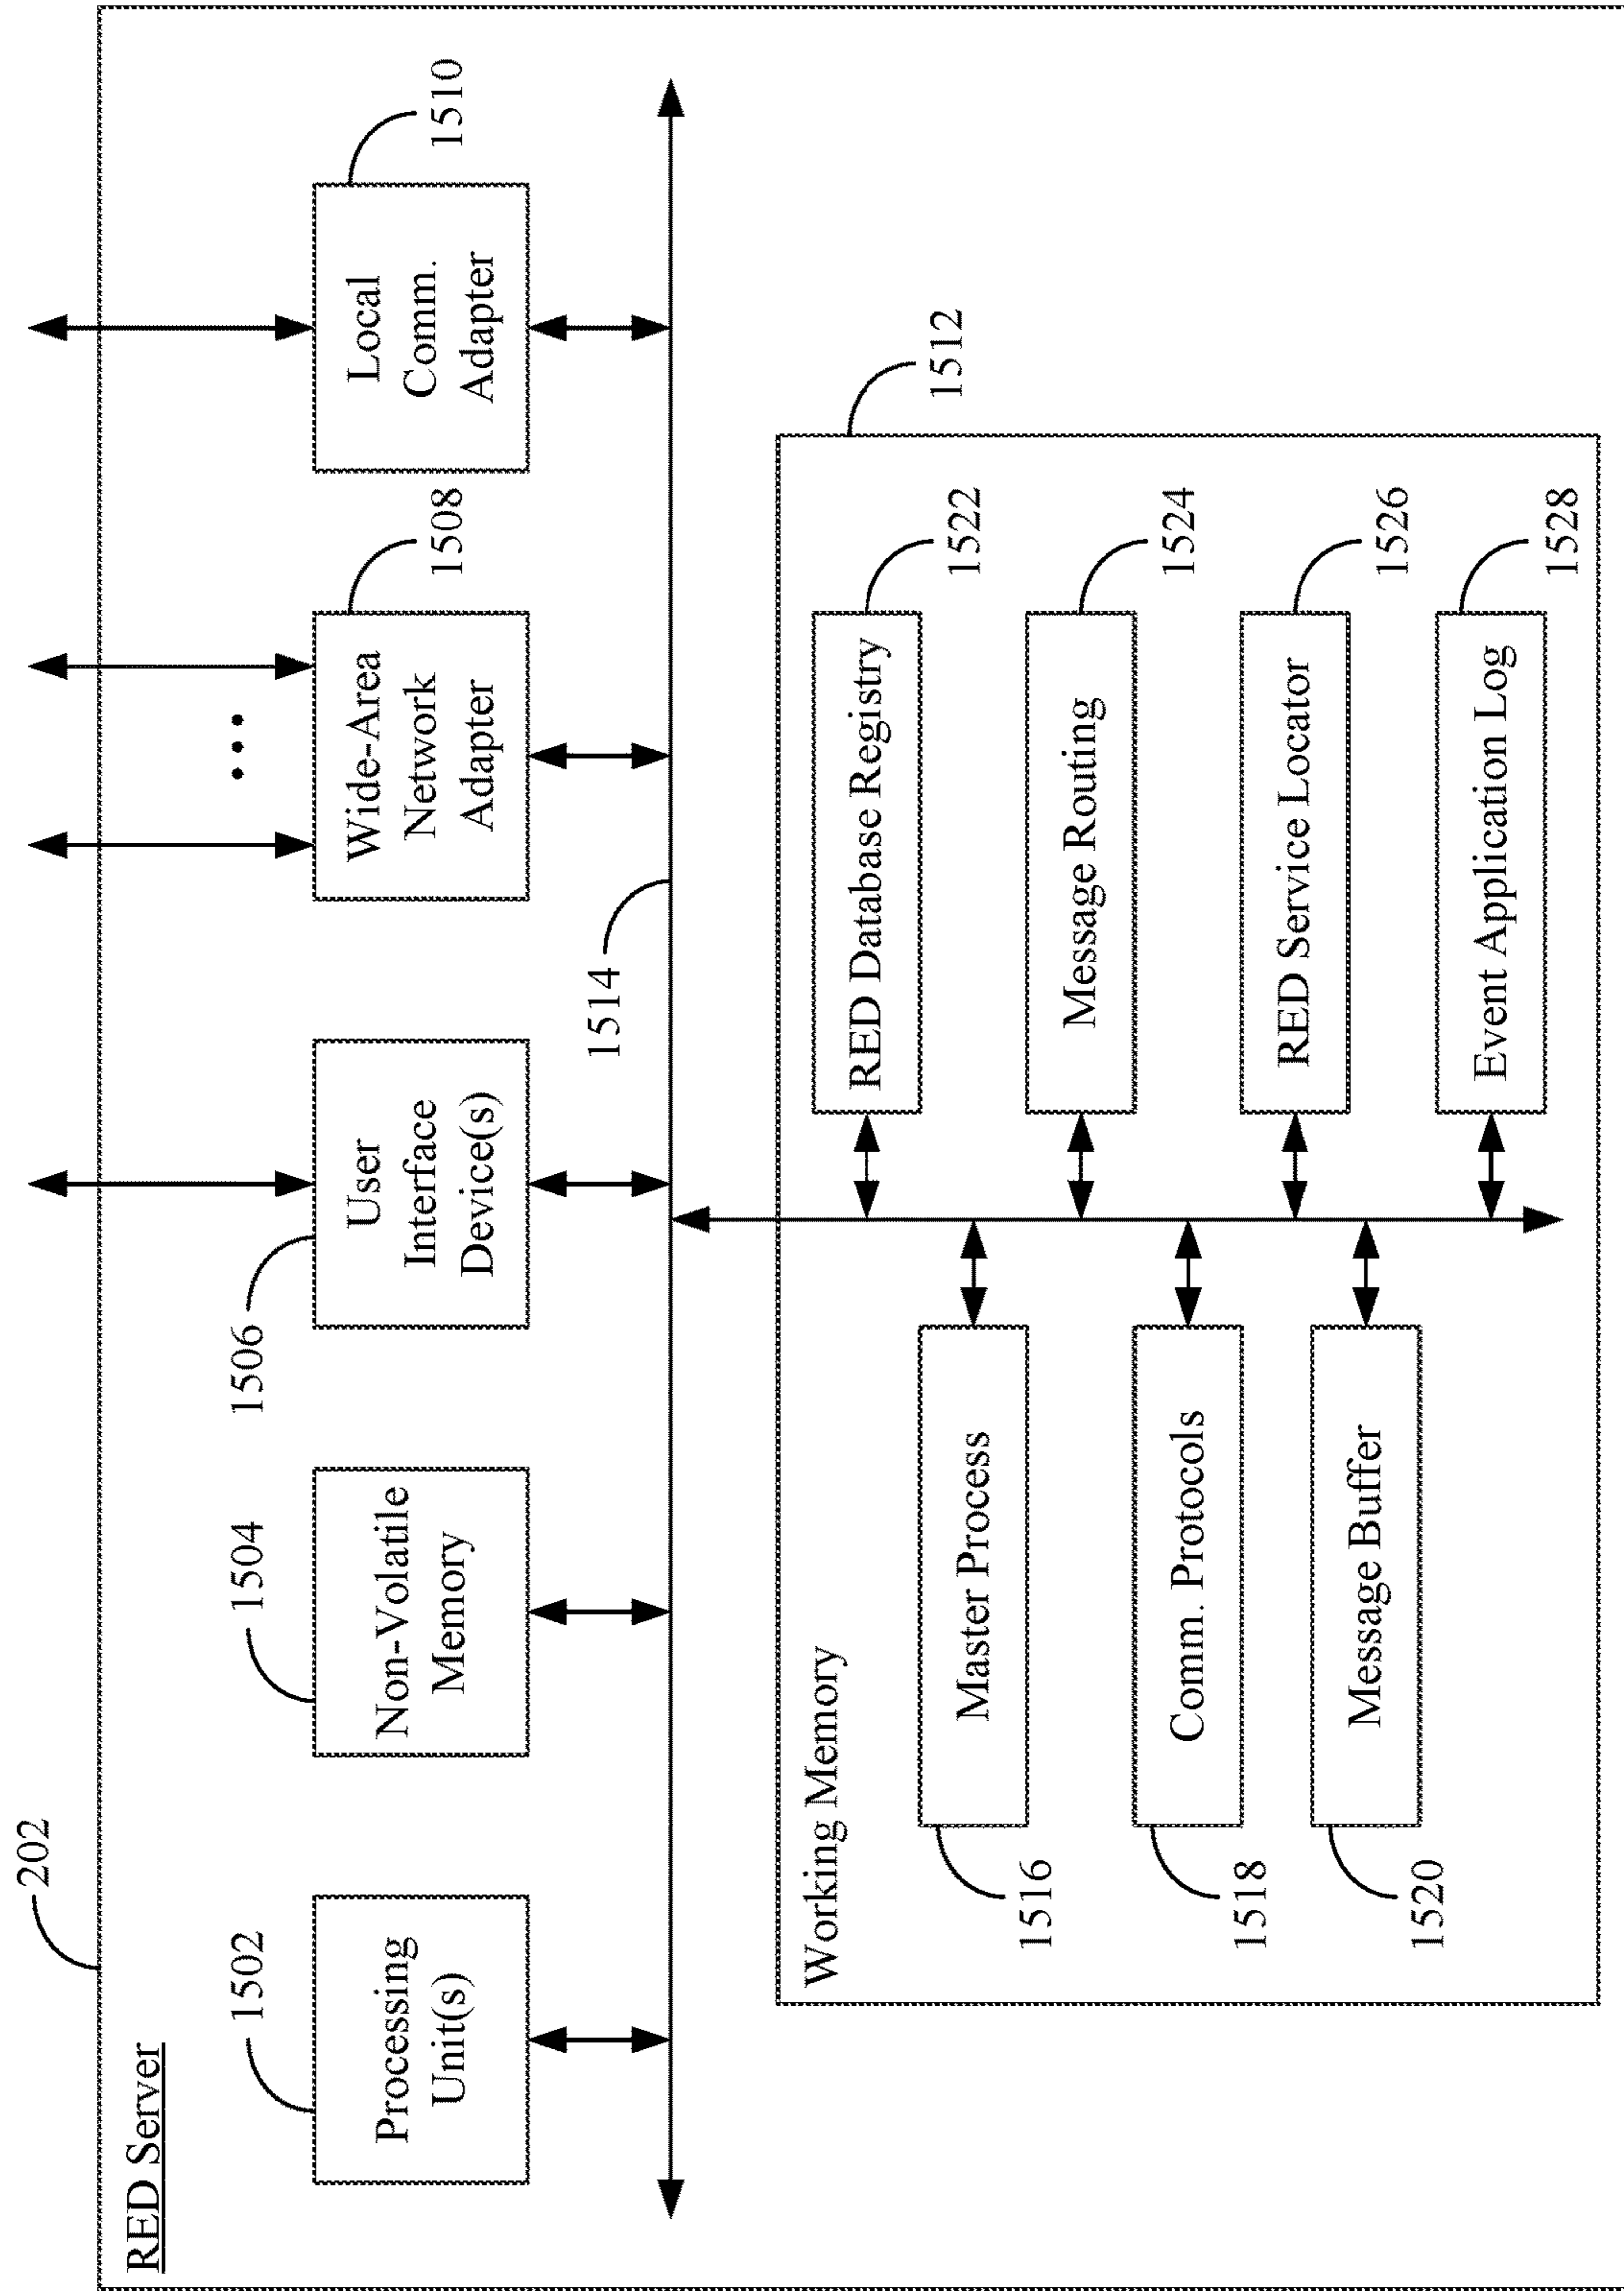 202
RED Server
1502
1504
1506
1508
1510
Processing
Unit(s)
Non-Volatile
Memory
User
Interface
Device(s)
Wide-Area
Network
Adapter
Local
Comm.
Adapter
1514
1512
Working Memory
RED Database Registry
1522
Master Process
1516
Message Routing
1524
Comm. Protocols
1518
RED Service Locator
1526
Message Buffer
1520
Event Application Log
1528